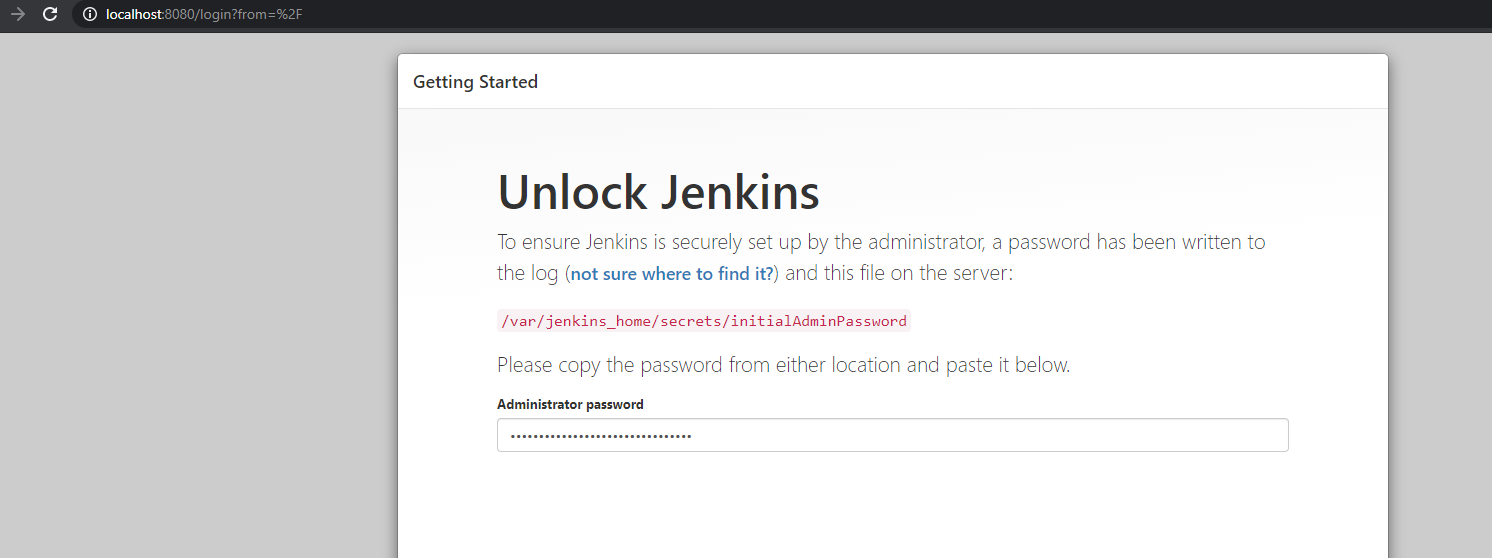 localhost:8080/login?from=%2F
Getting Started
Unlock Jenkins
To ensure Jenkins is securely set up by the administrator, a password has been written to
the log (not sure where to find it?) and this file on the server:
/var/jenkins_home/secrets/initialAdminPassword
Please copy the password from either location and paste it below.
Administrator password
••••••••••••••••••••••••••••••••